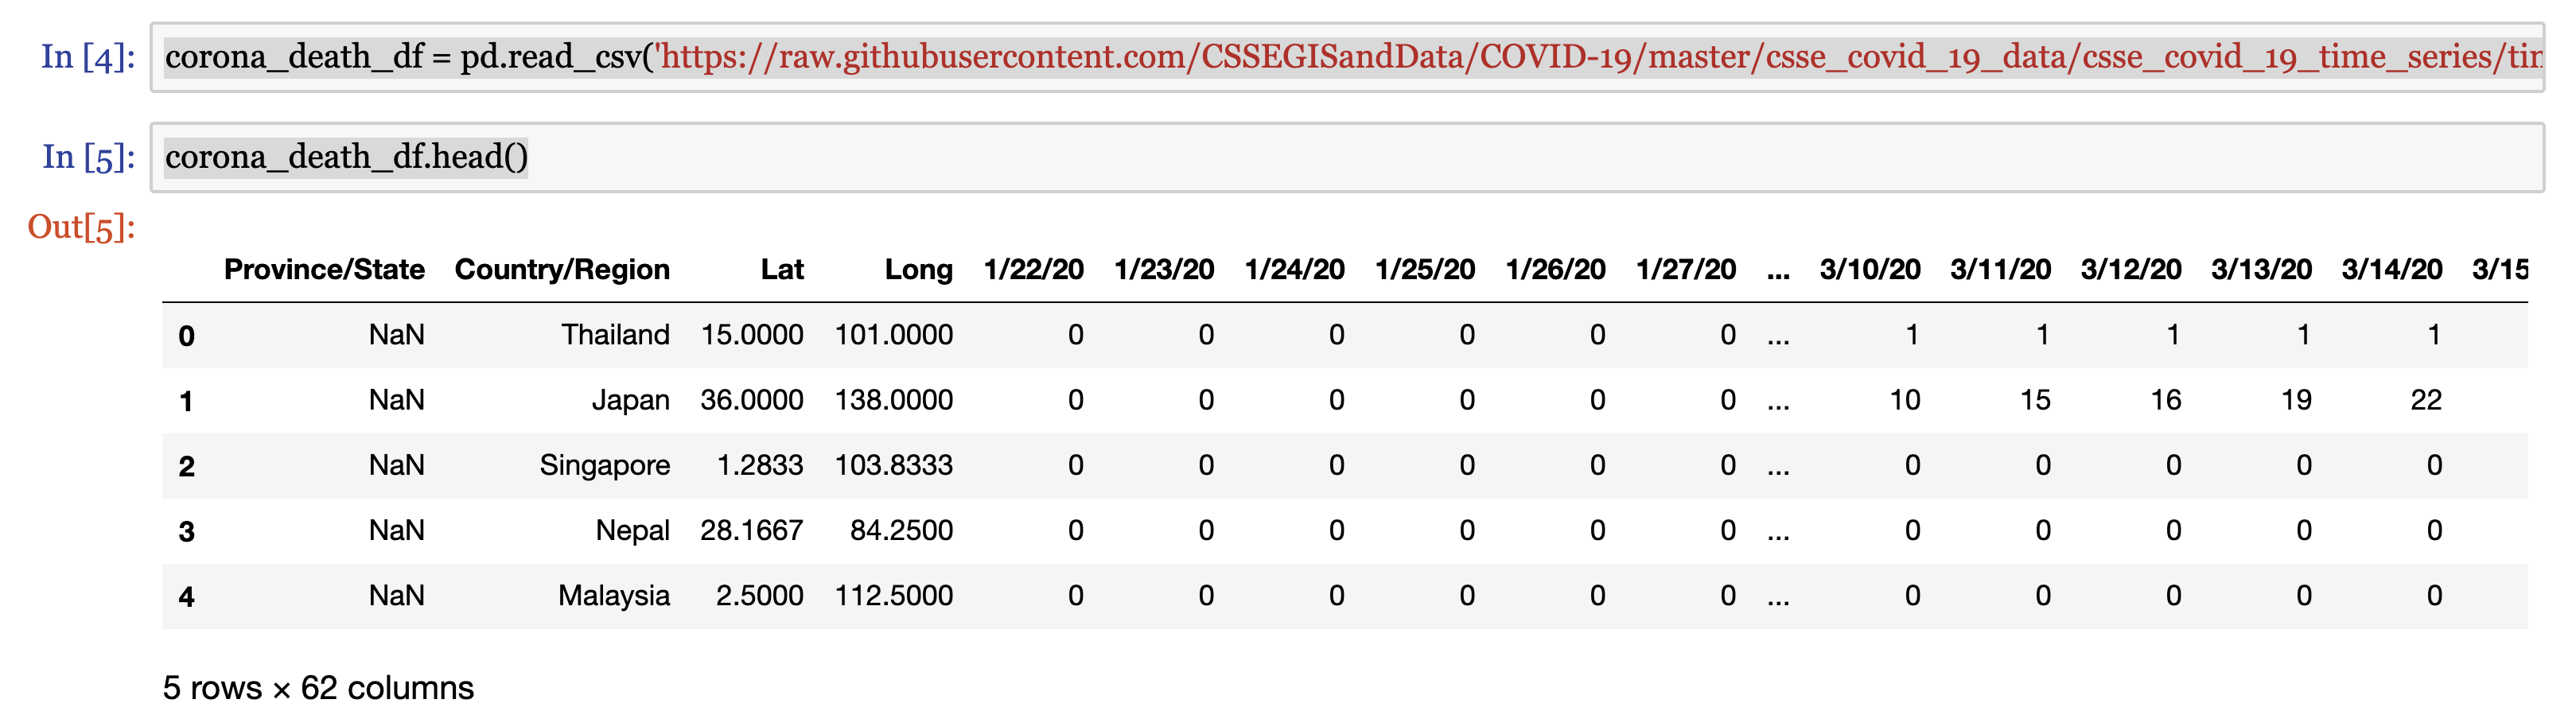 In [4]: corona_death_df = pd.read_csv('https://raw.githubusercontent.com/CSSEGISandData/COVID-19/master/csse_covid_19_data/csse_covid_19_time_series/tin
In [5]: corona_death_df.head()
Out[5]:
Province/State Country/Region Lat Long 1/22/20 1/23/20 1/24/20 1/25/20 1/26/20 1/27/20 ... 3/10/20 3/11/20 3/12/20 3/13/20 3/14/20 3/15
0 NaN Thailand 15.0000 101.0000 0 0 0 0 0 0 ... 1 1 1 1 1
1 NaN Japan 36.0000 138.0000 0 0 0 0 0 0 ... 10 15 16 19 22
2 NaN Singapore 1.2833 103.8333 0 0 0 0 0 0 ... 0 0 0 0 0
3 NaN Nepal 28.1667 84.2500 0 0 0 0 0 0 ... 0 0 0 0 0
4 NaN Malaysia 2.5000 112.5000 0 0 0 0 0 0 ... 0 0 0 0 0
5 rows × 62 columns